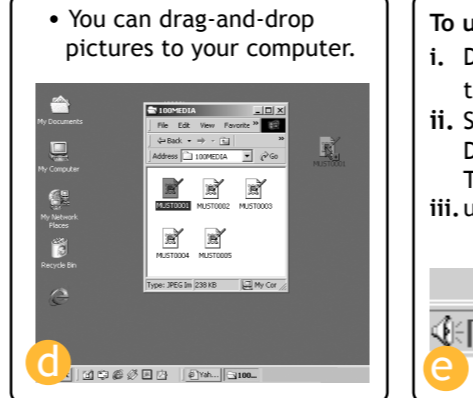 • You can drag-and-drop
pictures to your computer.
My Documents
My Computer
My Network
Places
Recycle Bin
100MEDIA
File Edit View Favorite »
Back
Address 100MEDIA Go
MUST0001 MUST0002 MUST0003
MUST0004 MUST0005
Type: JPEG Im 238 KB My Cor
MUST0001
Yah... 100...
d
To u
i. D
t
ii. S
D
T
iii. u
e